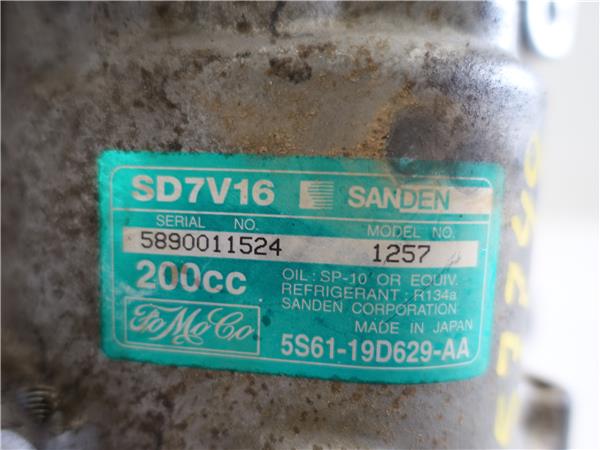 SD7V16 SANDEN
SERIAL NO. MODEL NO.
5890011524 1257
200cc OIL : SP-10 OR EQUIV.
REFRIGERANT : R134a
SANDEN CORPORATION
FoMoCo MADE IN JAPAN
5S61-19D629-AA